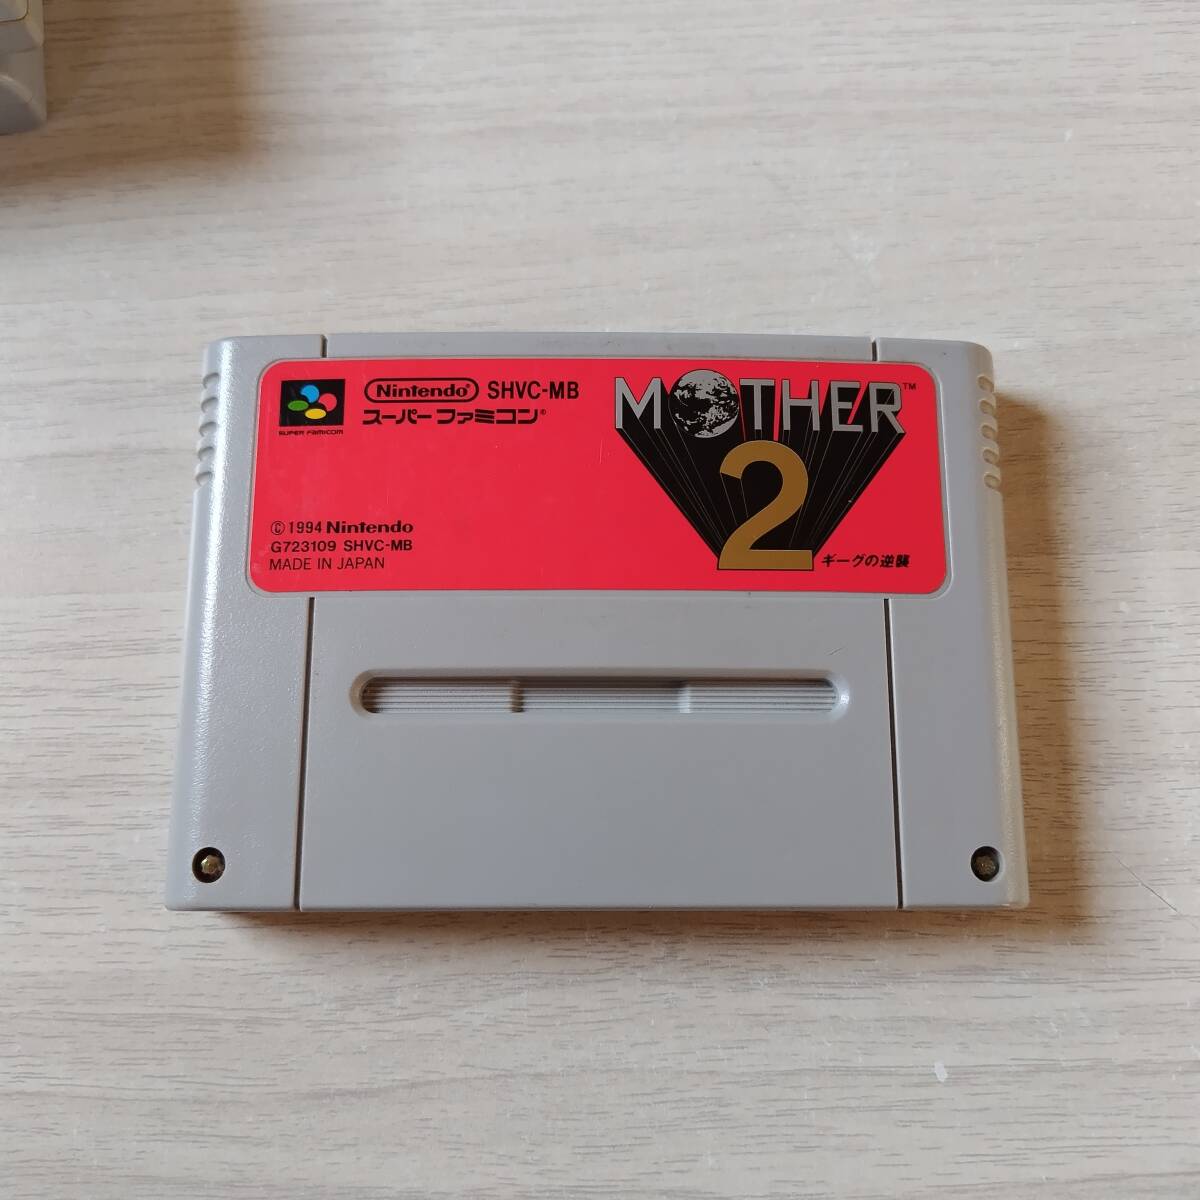 SUPER FAMICOM
Nintendo® SHVC-MB
スーパーファミコン®
MOTHER™
2
ギーグの逆襲
© 1994 Nintendo
G723109 SHVC-MB
MADE IN JAPAN